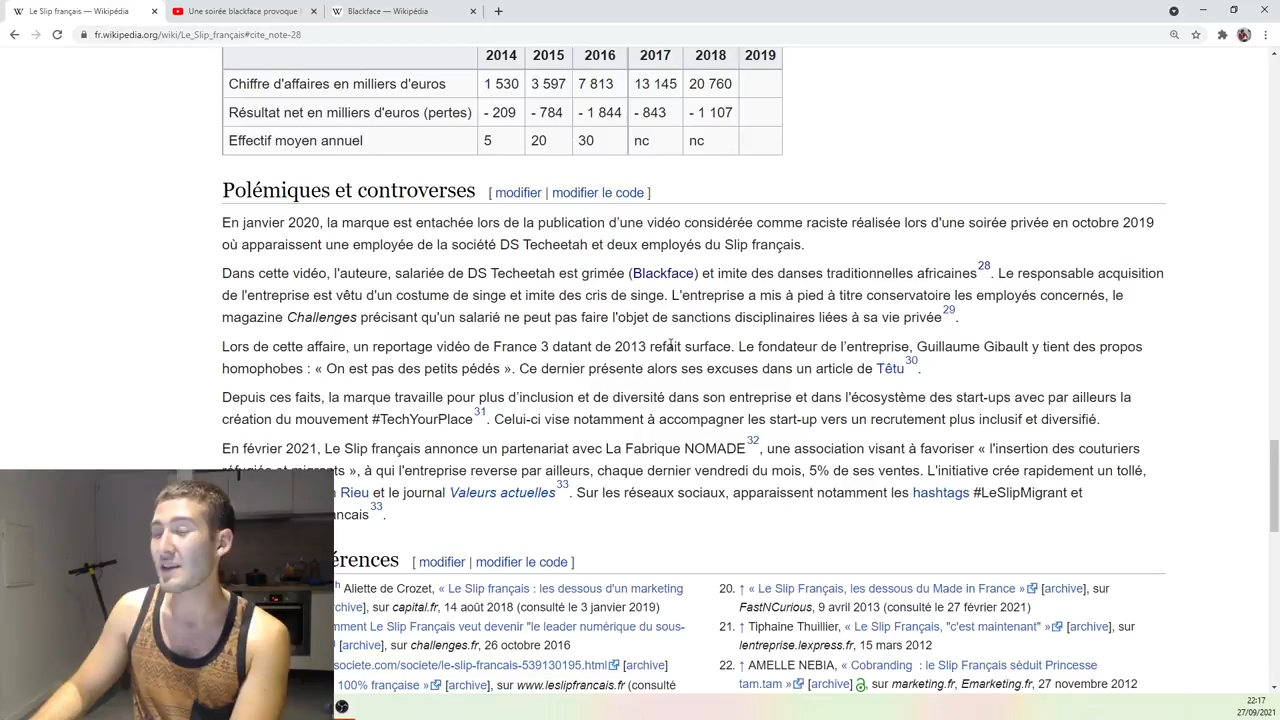 Le Slip français — Wikipédia
Une soirée blackface provoque l
Blackface — Wikipédia
fr.wikipedia.org/wiki/Le_Slip_français#cite_note-28
2014 2015 2016 2017 2018 2019
Chiffre d'affaires en milliers d'euros 1 530 3 597 7 813 13 145 20 760
Résultat net en milliers d'euros (pertes) - 209 - 784 - 1 844 - 843 - 1 107
Effectif moyen annuel 5 20 30 nc nc
Polémiques et controverses [ modifier | modifier le code ]
En janvier 2020, la marque est entachée lors de la publication d'une vidéo considérée comme raciste réalisée lors d'une soirée privée en octobre 2019
où apparaissent une employée de la société DS Techeetah et deux employés du Slip français.
Dans cette vidéo, l'auteure, salariée de DS Techeetah est grimée (Blackface) et imite des danses traditionnelles africaines28. Le responsable acquisition
de l'entreprise est vêtu d'un costume de singe et imite des cris de singe. L'entreprise a mis à pied à titre conservatoire les employés concernés, le
magazine Challenges précisant qu'un salarié ne peut pas faire l'objet de sanctions disciplinaires liées à sa vie privée29.
Lors de cette affaire, un reportage vidéo de France 3 datant de 2013 refait surface. Le fondateur de l'entreprise, Guillaume Gibault y tient des propos
homophobes : « On est pas des petits pédés ». Ce dernier présente alors ses excuses dans un article de Têtu30.
Depuis ces faits, la marque travaille pour plus d'inclusion et de diversité dans son entreprise et dans l'écosystème des start-ups avec par ailleurs la
création du mouvement #TechYourPlace31. Celui-ci vise notamment à accompagner les start-up vers un recrutement plus inclusif et diversifié.
En février 2021, Le Slip français annonce un partenariat avec La Fabrique NOMADE32, une association visant à favoriser « l'insertion des couturiers
réfugiés et migrants », à qui l'entreprise reverse par ailleurs, chaque dernier vendredi du mois, 5% de ses ventes. L'initiative crée rapidement un tollé,
Rieu et le journal Valeurs actuelles33. Sur les réseaux sociaux, apparaissent notamment les hashtags #LeSlipMigrant et
ancais33.
érences [ modifier | modifier le code ]
h Aliette de Crozet, « Le Slip français : les dessous d'un marketing
chive], sur capital.fr, 14 août 2018 (consulté le 3 janvier 2019)
mment Le Slip Français veut devenir "le leader numérique du sous-
[archive], sur challenges.fr, 26 octobre 2016
societe.com/societe/le-slip-francais-539130195.html [archive]
100% française » [archive], sur www.leslipfrancais.fr (consulté
20. ↑ « Le Slip Français, les dessous du Made in France » [archive], sur
FastNCurious, 9 avril 2013 (consulté le 27 février 2021)
21. ↑ Tiphaine Thuillier, « Le Slip Français, "c'est maintenant" » [archive], sur
lentreprise.lexpress.fr, 15 mars 2012
22. ↑ AMELLE NEBIA, « Cobranding : le Slip Français séduit Princesse
tam.tam » [archive], sur marketing.fr, Emarketing.fr, 27 novembre 2012
22:17
27/09/2021